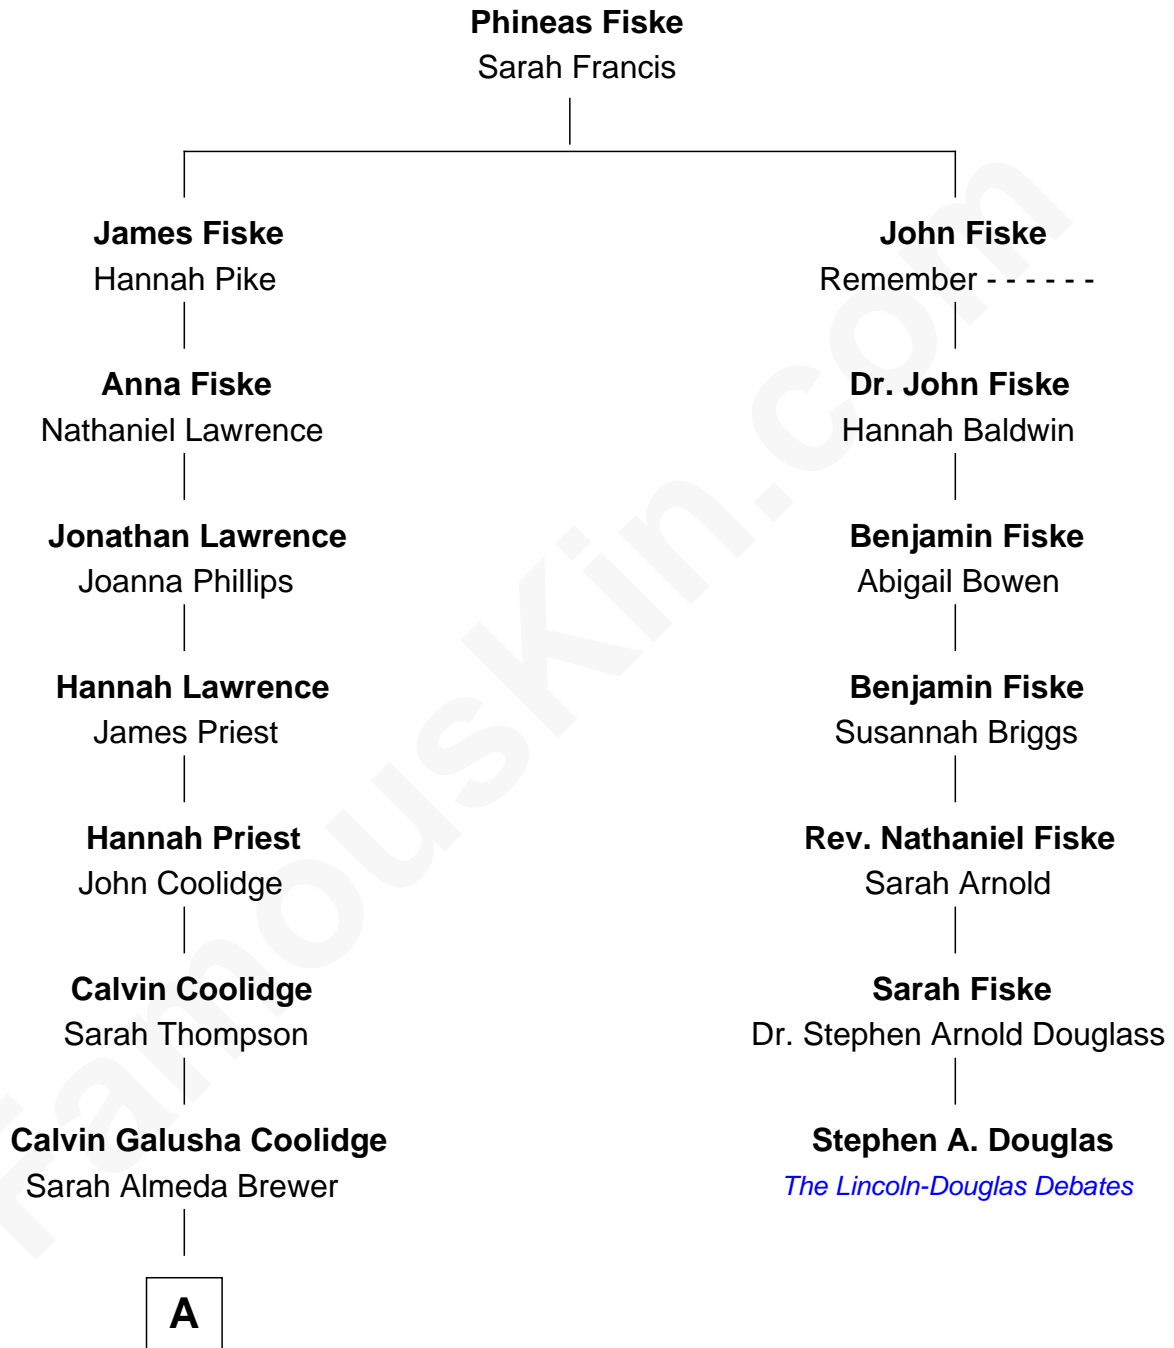 Phineas Fiske
Sarah Francis
James Fiske
Hannah Pike
John Fiske
Remember - - - - - -
Anna Fiske
Nathaniel Lawrence
Dr. John Fiske
Hannah Baldwin
Jonathan Lawrence
Joanna Phillips
Benjamin Fiske
Abigail Bowen
Hannah Lawrence
James Priest
Benjamin Fiske
Susannah Briggs
Hannah Priest
John Coolidge
Rev. Nathaniel Fiske
Sarah Arnold
Calvin Coolidge
Sarah Thompson
Sarah Fiske
Dr. Stephen Arnold Douglass
Calvin Galusha Coolidge
Sarah Almeda Brewer
Stephen A. Douglas
The Lincoln-Douglas Debates
A
FamousKin.com